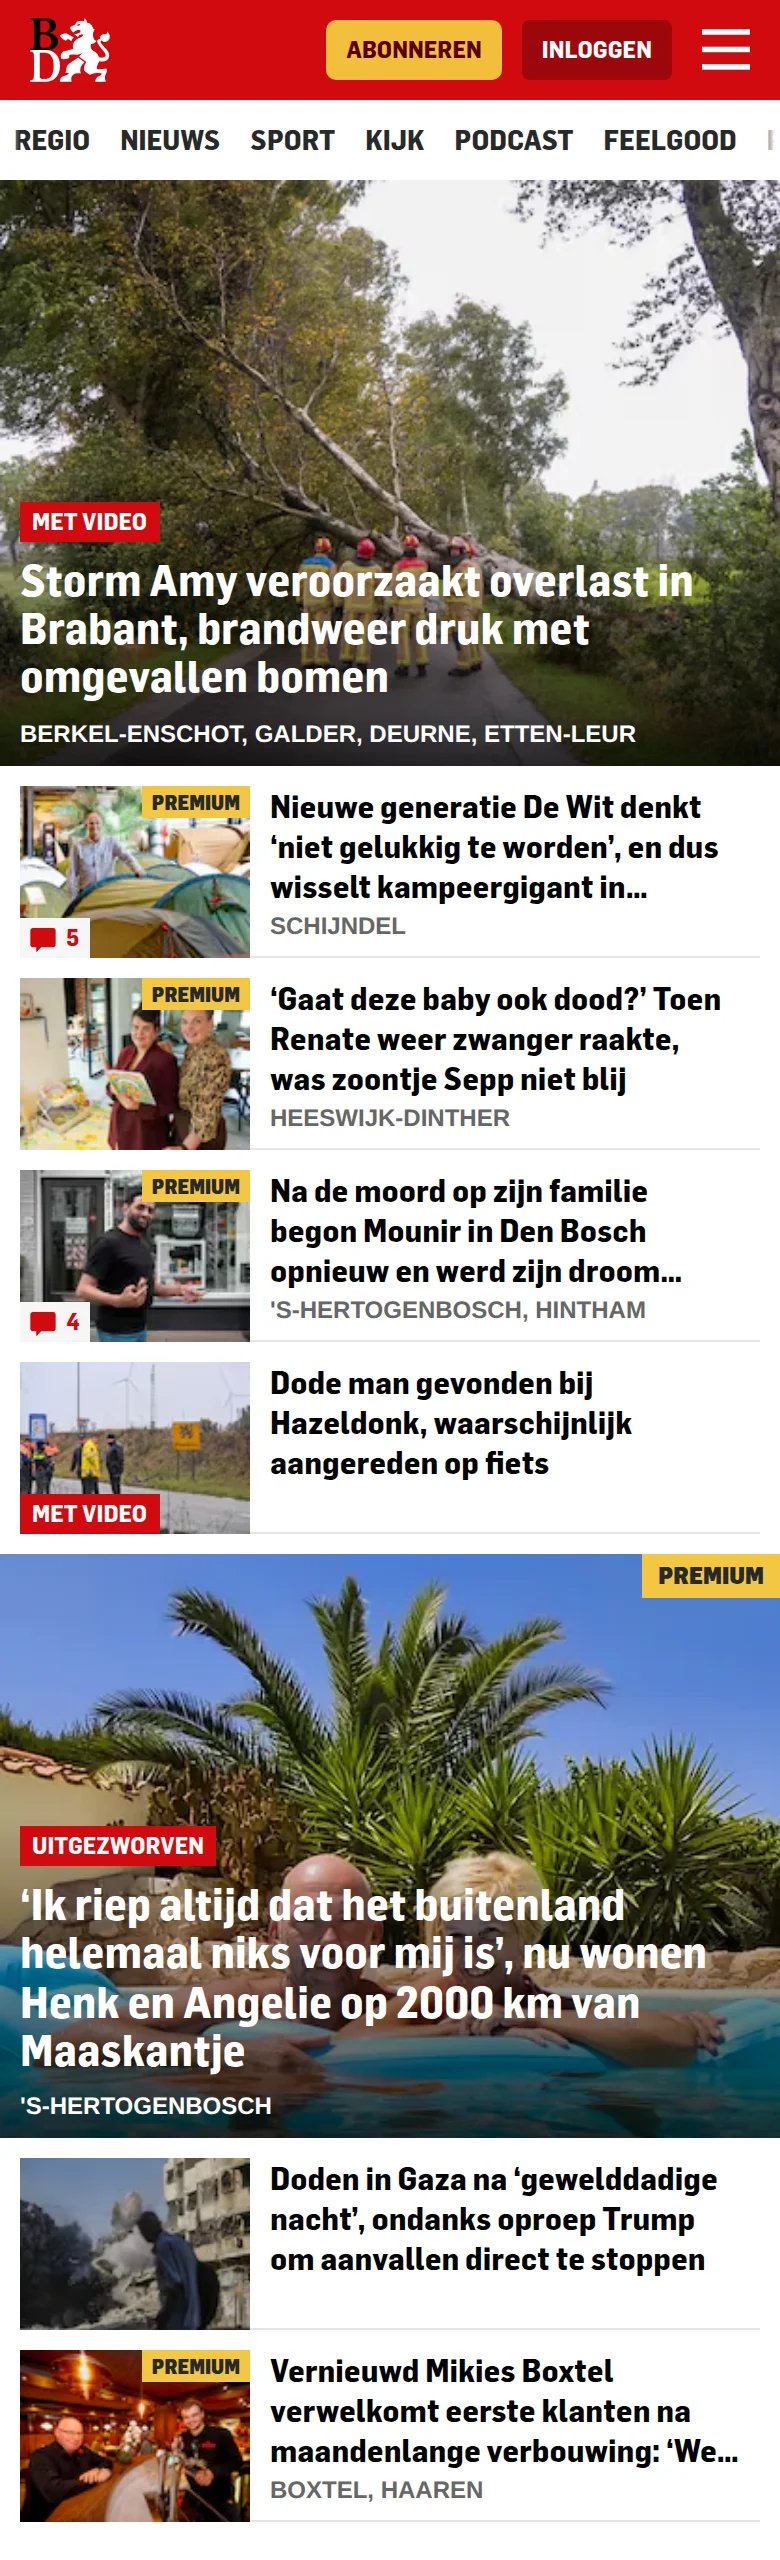 BD
ABONNEREN
INLOGGEN
REGIO NIEUWS SPORT KIJK PODCAST FEELGOOD
MET VIDEO
Storm Amy veroorzaakt overlast in
Brabant, brandweer druk met
omgevallen bomen
BERKEL-ENSCHOT, GALDER, DEURNE, ETTEN-LEUR
PREMIUM
5
Nieuwe generatie De Wit denkt
‘niet gelukkig te worden’, en dus
wisselt kampeergigant in...
SCHIJNDEL
PREMIUM
‘Gaat deze baby ook dood?’ Toen
Renate weer zwanger raakte,
was zoontje Sepp niet blij
HEESWIJK-DINTHER
PREMIUM
4
Na de moord op zijn familie
begon Mounir in Den Bosch
opnieuw en werd zijn droom...
'S-HERTOGENBOSCH, HINTHAM
MET VIDEO
Dode man gevonden bij
Hazeldonk, waarschijnlijk
aangereden op fiets
PREMIUM
UITGEZWORVEN
‘Ik riep altijd dat het buitenland
helemaal niks voor mij is’, nu wonen
Henk en Angelie op 2000 km van
Maaskantje
'S-HERTOGENBOSCH
Doden in Gaza na ‘gewelddadige
nacht’, ondanks oproep Trump
om aanvallen direct te stoppen
PREMIUM
Vernieuwd Mikies Boxtel
verwelkomt eerste klanten na
maandenlange verbouwing: ‘We...
BOXTEL, HAAREN